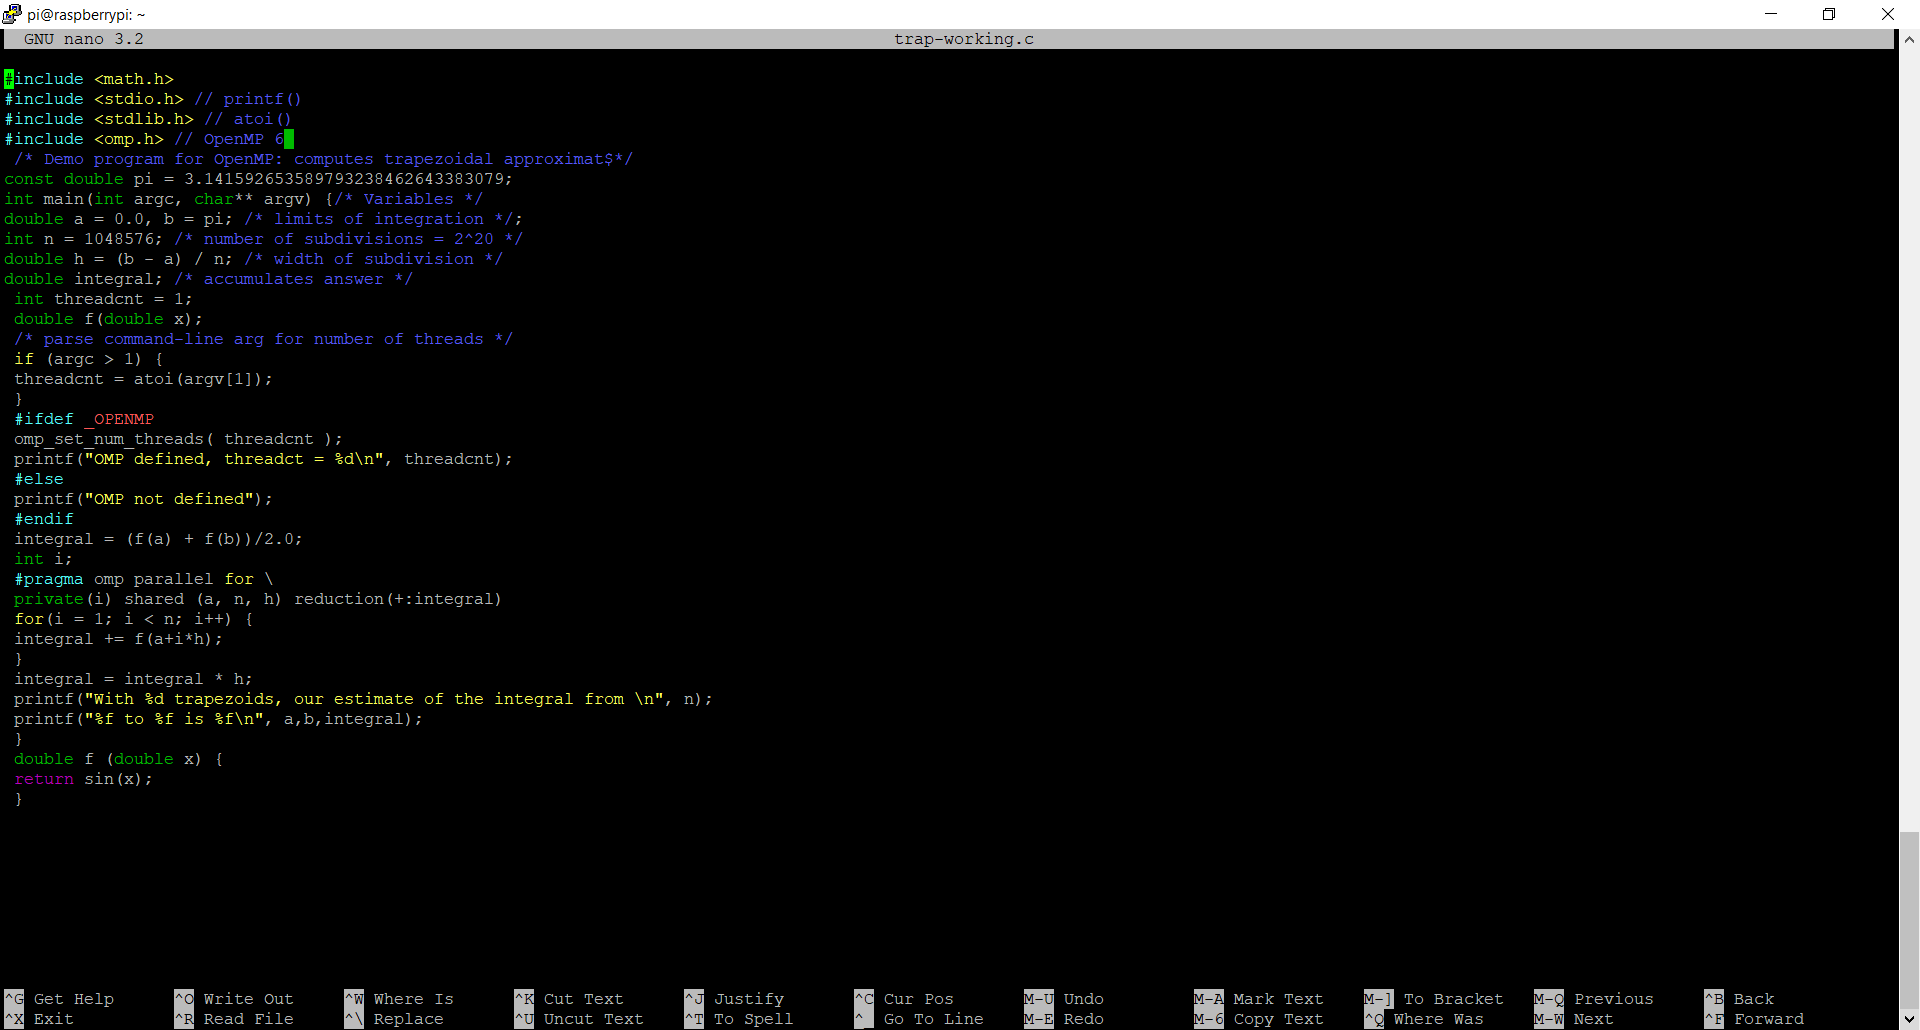 pi@raspberrypi: ~
GNU nano 3.2 trap-working.c
#include <math.h>
#include <stdio.h> // printf()
#include <stdlib.h> // atoi()
#include <omp.h> // OpenMP 6
/* Demo program for OpenMP: computes trapezoidal approximat$*/
const double pi = 3.141592653589793238462643383079;
int main(int argc, char** argv) {/* Variables */
double a = 0.0, b = pi; /* limits of integration */;
int n = 1048576; /* number of subdivisions = 2^20 */
double h = (b - a) / n; /* width of subdivision */
double integral; /* accumulates answer */
int threadcnt = 1;
double f(double x);
/* parse command-line arg for number of threads */
if (argc > 1) {
threadcnt = atoi(argv[1]);
}
#ifdef _OPENMP
omp_set_num_threads( threadcnt );
printf("OMP defined, threadct = %d\n", threadcnt);
#else
printf("OMP not defined");
#endif
integral = (f(a) + f(b))/2.0;
int i;
#pragma omp parallel for \
private(i) shared (a, n, h) reduction(+:integral)
for(i = 1; i < n; i++) {
integral += f(a+i*h);
}
integral = integral * h;
printf("With %d trapezoids, our estimate of the integral from \n", n);
printf("%f to %f is %f\n", a,b,integral);
}
double f (double x) {
return sin(x);
}
^G Get Help ^O Write Out ^W Where Is ^K Cut Text ^J Justify ^C Cur Pos M-U Undo M-A Mark Text M-] To Bracket M-Q Previous ^B Back
^X Exit ^R Read File ^\ Replace ^U Uncut Text ^T To Spell ^_ Go To Line M-E Redo M-6 Copy Text ^Q Where Was M-W Next ^F Forward